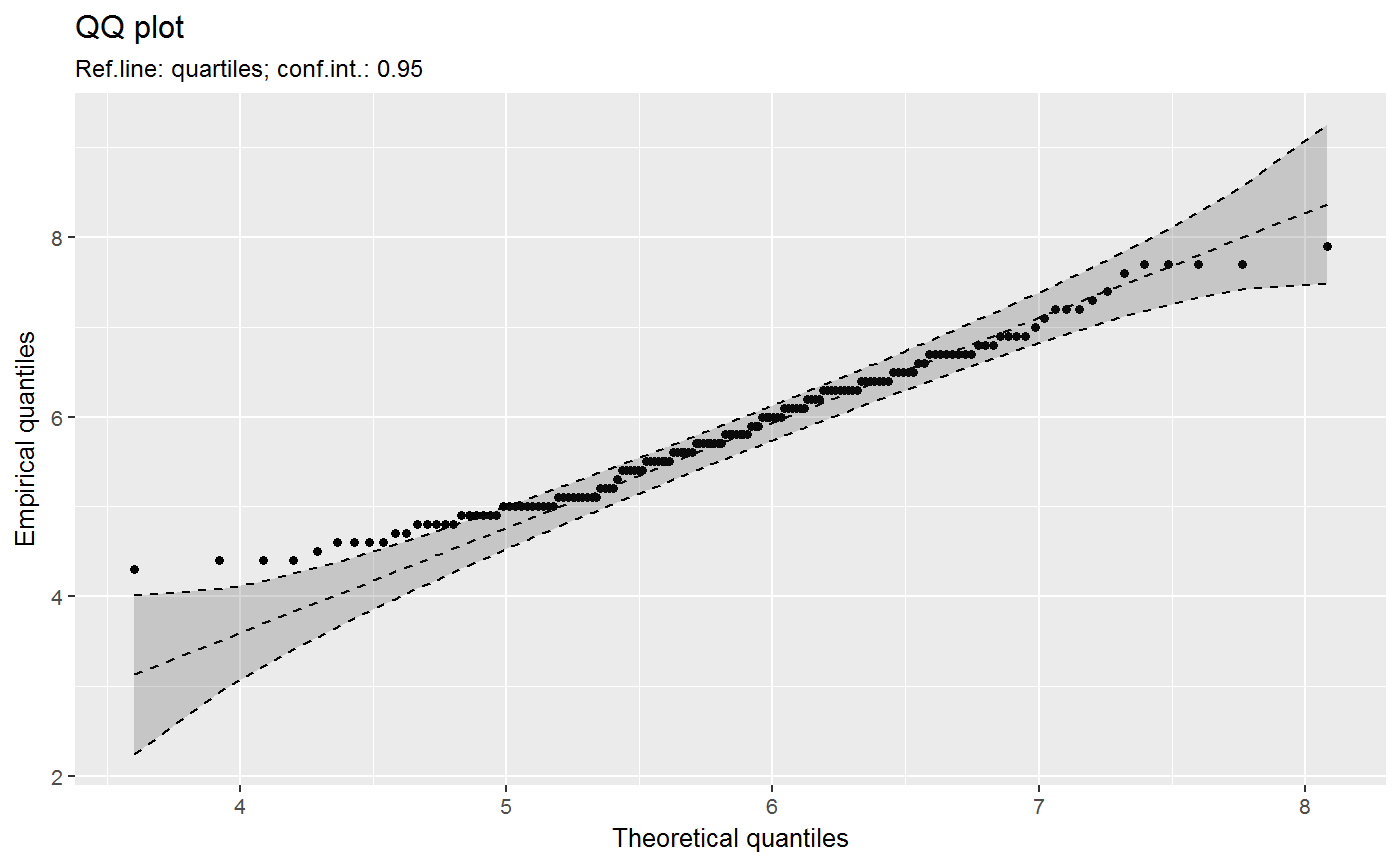 QQ plot
Ref.line: quartiles; conf.int.: 0.95
Empirical quantiles
8
6
4
2
4 5 6 7 8
Theoretical quantiles